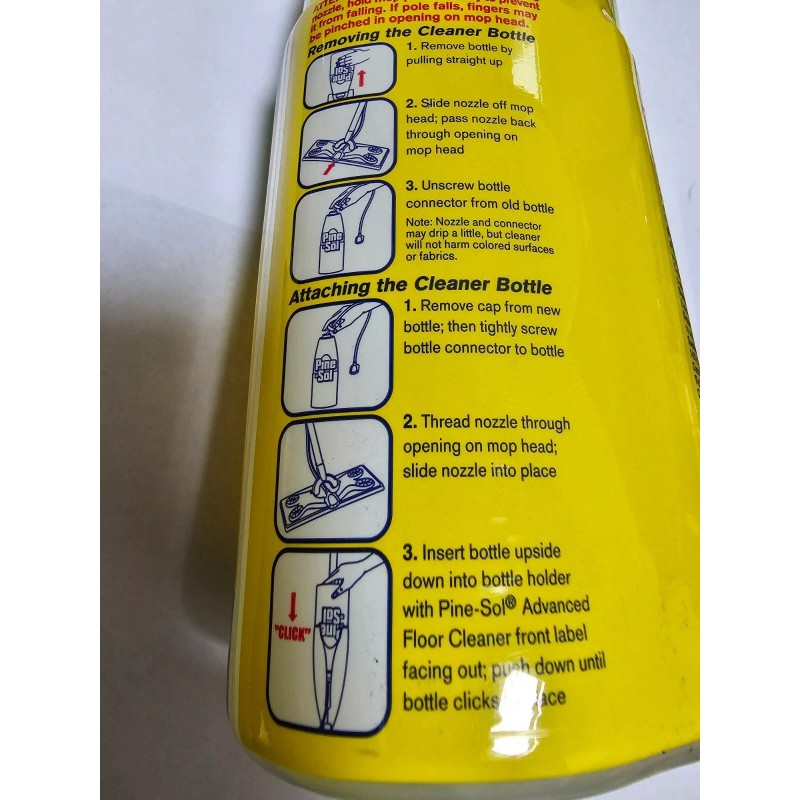 nozzle, hold
it from falling. If pole falls, fingers may
be pinched in opening on mop head.
Removing the Cleaner Bottle
1. Remove bottle by
pulling straight up
Pine
-Sol
2. Slide nozzle off mop
head; pass nozzle back
through opening on
mop head
3. Unscrew bottle
connector from old bottle
Note: Nozzle and connector
may drip a little, but cleaner
will not harm colored surfaces
or fabrics.
Pine
-Sol
Attaching the Cleaner Bottle
1. Remove cap from new
bottle; then tightly screw
bottle connector to bottle
Pine
-Sol
2. Thread nozzle through
opening on mop head;
slide nozzle into place
3. Insert bottle upside
down into bottle holder
with Pine-Sol® Advanced
Floor Cleaner front label
facing out; push down until
bottle clicks
"CLICK"
Pine
-Sol